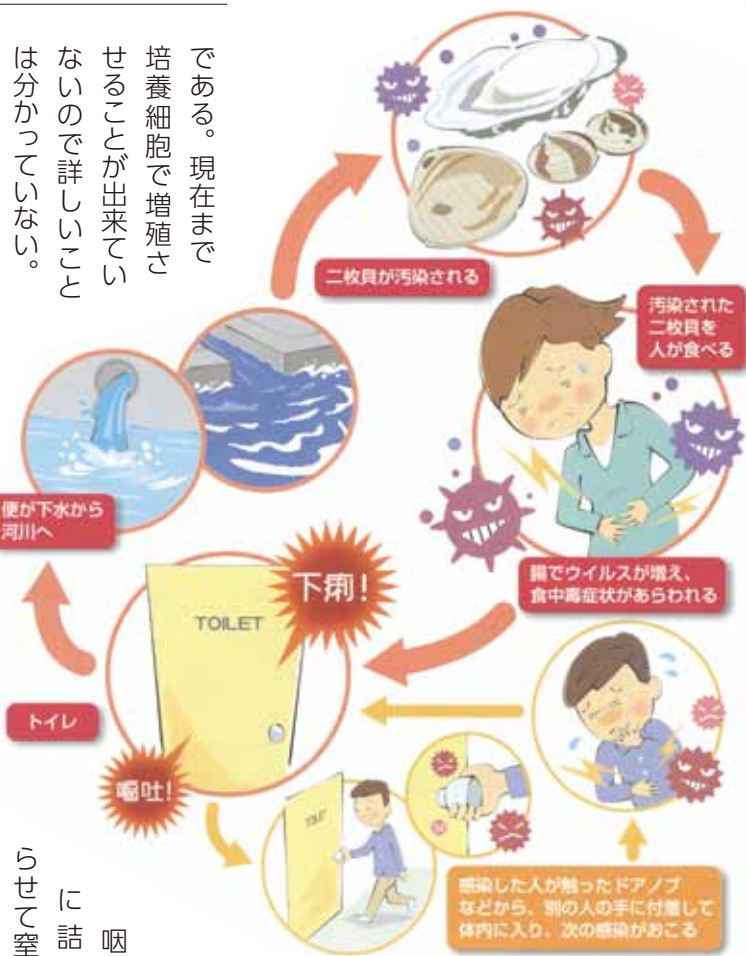 である。現在まで
培養細胞で増殖さ
せることが出来てい
ないので詳しいこと
は分かっていない。
二枚貝が汚染される
汚染された
二枚貝を
人が食べる
腸でウイルスが増え、
食中毒症状があらわれる
下痢!
TOILET
トイレ
嘔吐!
便が下水から
河川へ
TOILET
感染した人が触ったドアノブ
などから、別の人の手に付着して
体内に入り、次の感染がおこる
咽
に詰
らせて窒